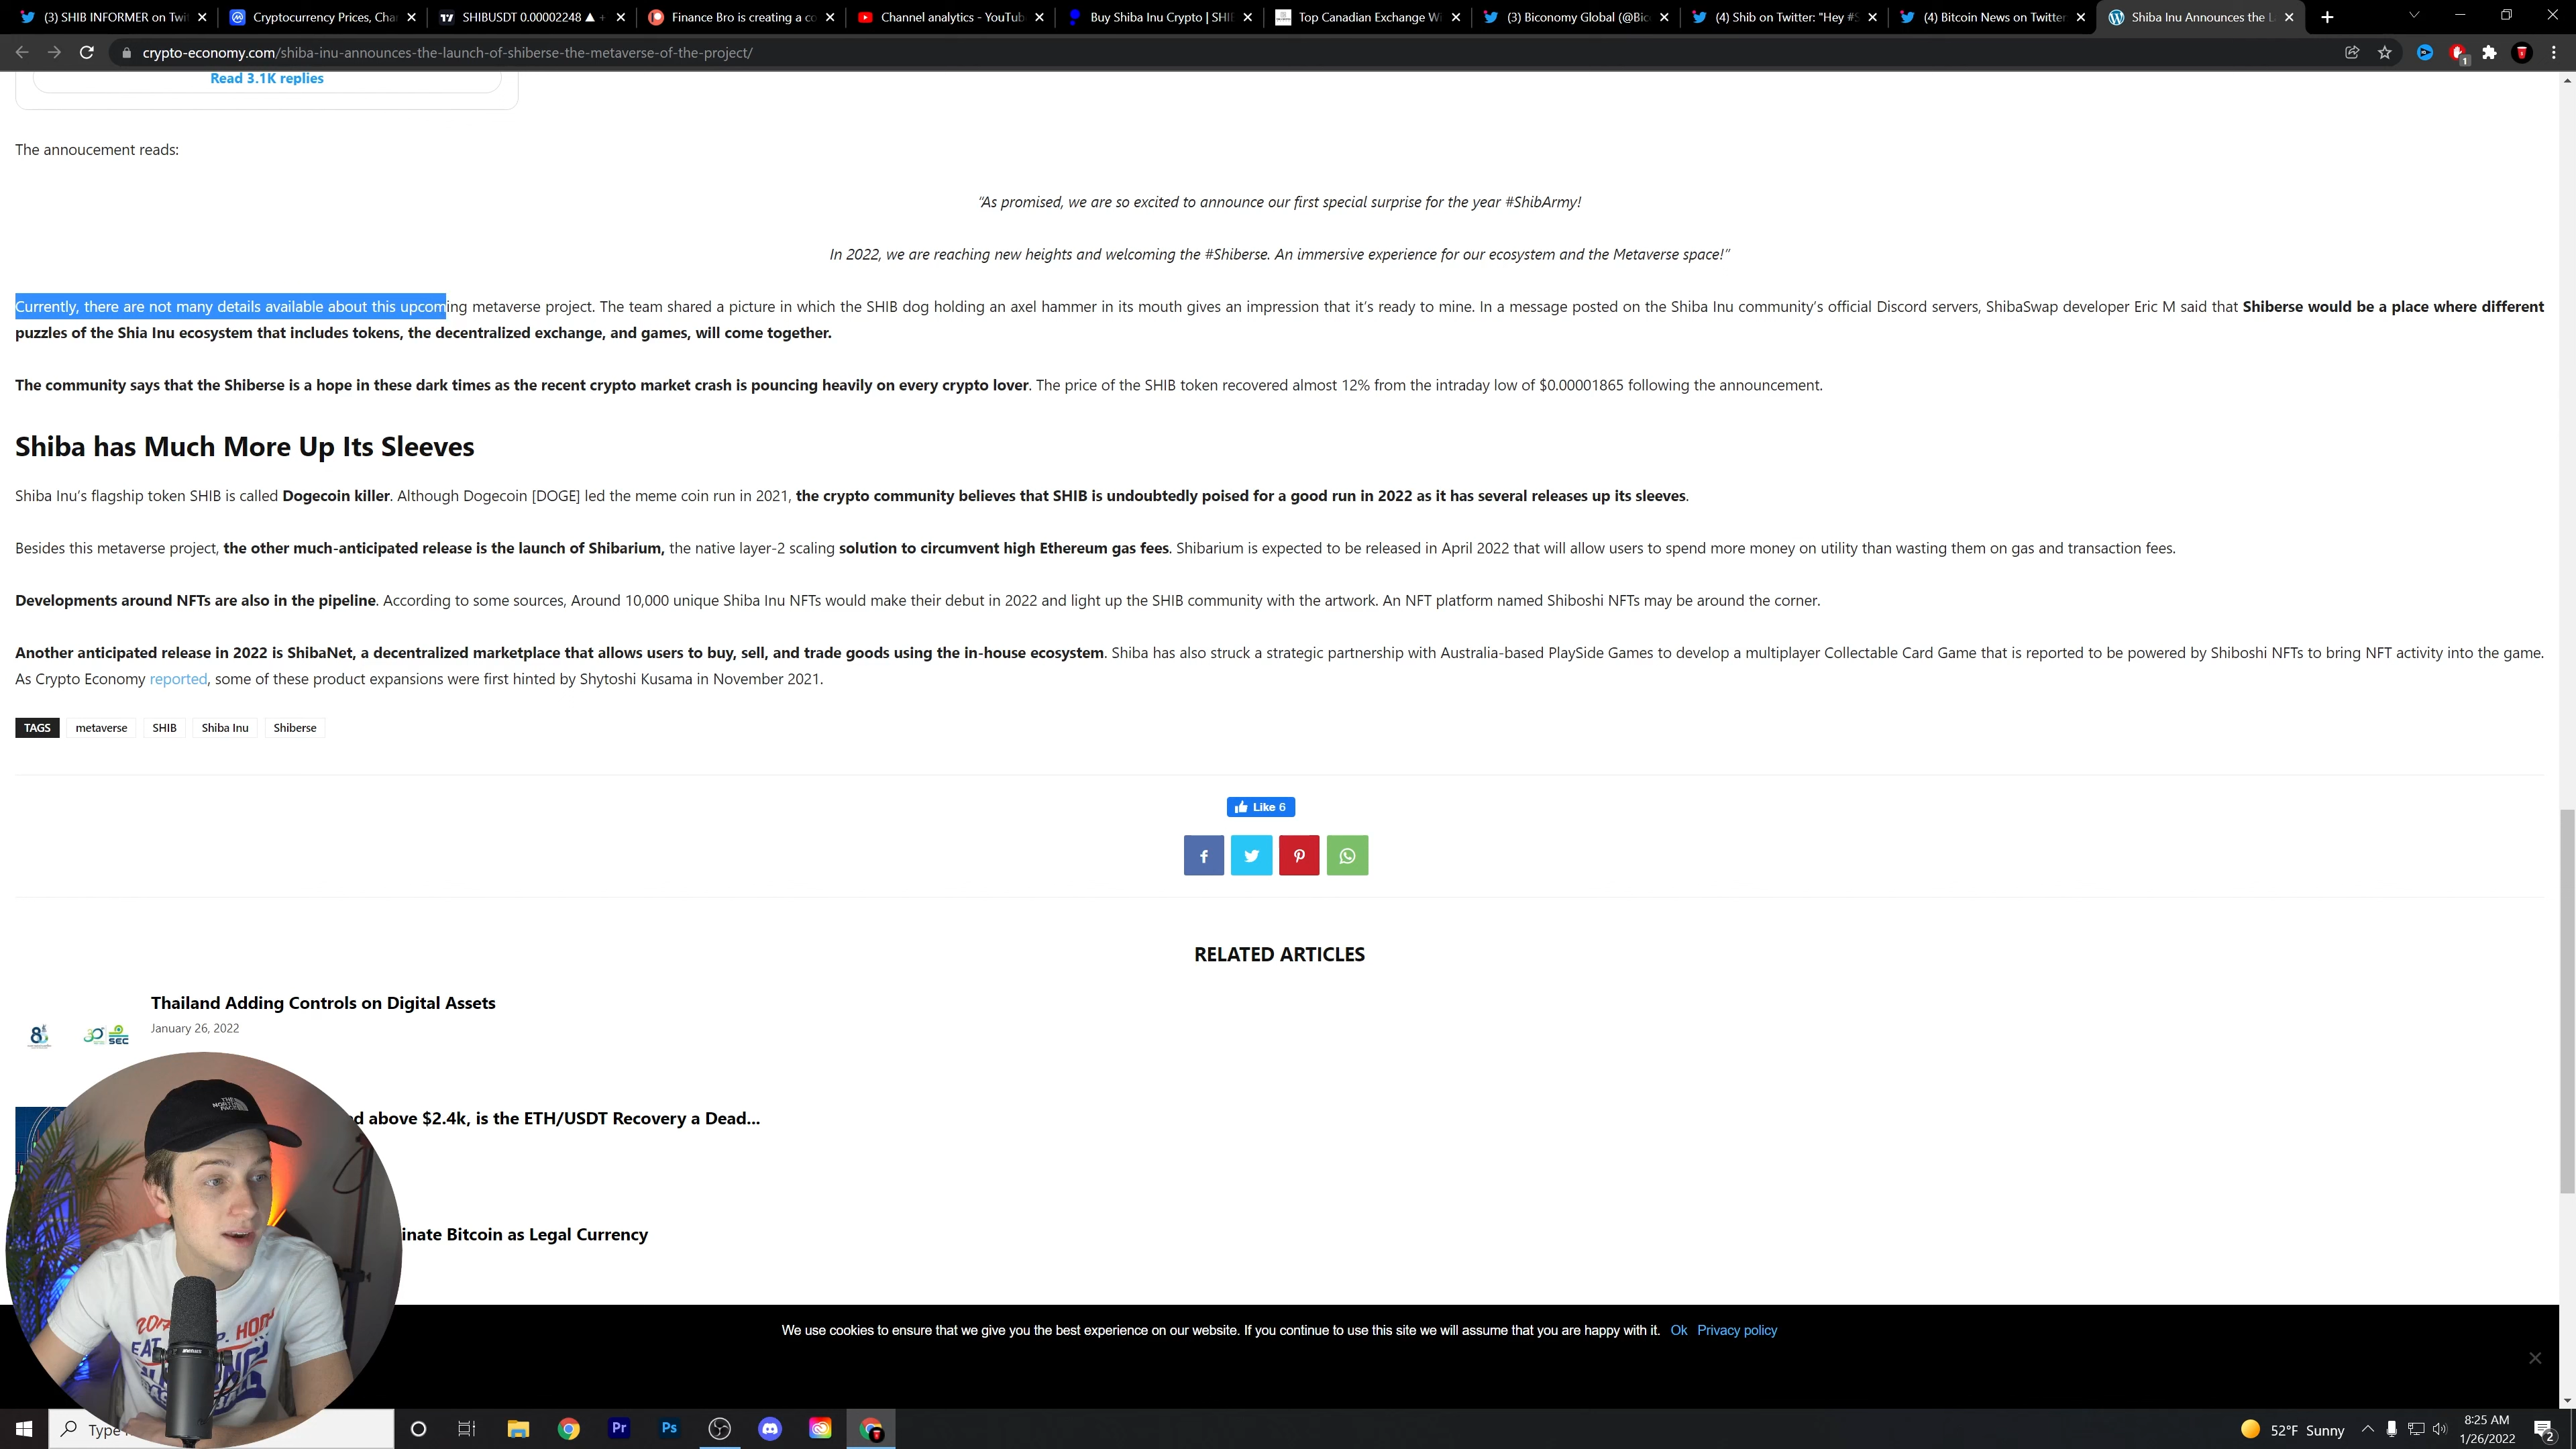 (3) SHIB INFORMER on Twi
Cryptocurrency Prices, Cha
SHIBUSDT 0.00002248 ▲ +
Finance Bro is creating a co
Channel analytics - YouTub
Buy Shiba Inu Crypto | SHI
Top Canadian Exchange Wi
(3) Biconomy Global (@Bic
(4) Shib on Twitter: "Hey #S
(4) Bitcoin News on Twitter
Shiba Inu Announces the L
crypto-economy.com/shiba-inu-announces-the-launch-of-shiberse-the-metaverse-of-the-project/
1
Read 3.1K replies
The annoucement reads:
“As promised, we are so excited to announce our first special surprise for the year #ShibArmy!
In 2022, we are reaching new heights and welcoming the #Shiberse. An immersive experience for our ecosystem and the Metaverse space!”
Currently, there are not many details available about this upcoming metaverse project. The team shared a picture in which the SHIB dog holding an axel hammer in its mouth gives an impression that it’s ready to mine. In a message posted on the Shiba Inu community’s official Discord servers, ShibaSwap developer Eric M said that Shiberse would be a place where different
puzzles of the Shia Inu ecosystem that includes tokens, the decentralized exchange, and games, will come together.
The community says that the Shiberse is a hope in these dark times as the recent crypto market crash is pouncing heavily on every crypto lover. The price of the SHIB token recovered almost 12% from the intraday low of $0.00001865 following the announcement.
Shiba has Much More Up Its Sleeves
Shiba Inu’s flagship token SHIB is called Dogecoin killer. Although Dogecoin [DOGE] led the meme coin run in 2021, the crypto community believes that SHIB is undoubtedly poised for a good run in 2022 as it has several releases up its sleeves.
Besides this metaverse project, the other much-anticipated release is the launch of Shibarium, the native layer-2 scaling solution to circumvent high Ethereum gas fees. Shibarium is expected to be released in April 2022 that will allow users to spend more money on utility than wasting them on gas and transaction fees.
Developments around NFTs are also in the pipeline. According to some sources, Around 10,000 unique Shiba Inu NFTs would make their debut in 2022 and light up the SHIB community with the artwork. An NFT platform named Shiboshi NFTs may be around the corner.
Another anticipated release in 2022 is ShibaNet, a decentralized marketplace that allows users to buy, sell, and trade goods using the in-house ecosystem. Shiba has also struck a strategic partnership with Australia-based PlaySide Games to develop a multiplayer Collectable Card Game that is reported to be powered by Shiboshi NFTs to bring NFT activity into the game.
As Crypto Economy reported, some of these product expansions were first hinted by Shytoshi Kusama in November 2021.
TAGS metaverse SHIB Shiba Inu Shiberse
Like 6
RELATED ARTICLES
Thailand Adding Controls on Digital Assets
January 26, 2022
SEC
THE NORTH FACE
d above $2.4k, is the ETH/USDT Recovery a Dead...
inate Bitcoin as Legal Currency
EAT
We use cookies to ensure that we give you the best experience on our website. If you continue to use this site we will assume that you are happy with it. Ok Privacy policy
Type
Pr
Ps
52°F Sunny
8:25 AM
1/26/2022
2